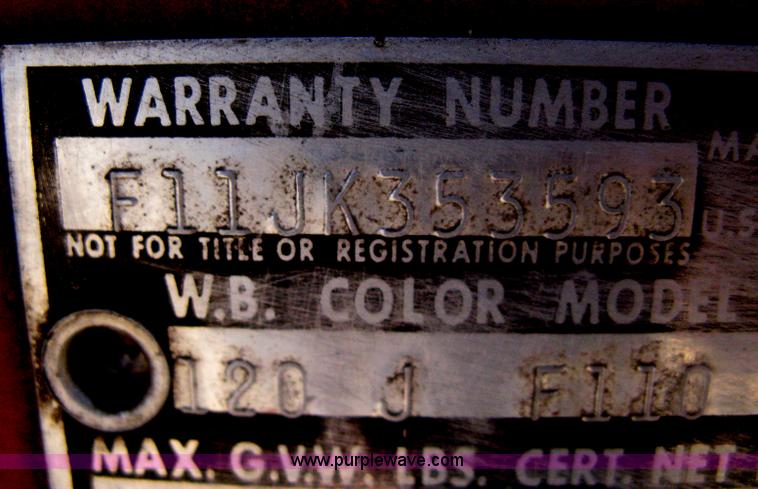 WARRANTY NUMBER
F11JK353593
NOT FOR TITLE OR REGISTRATION PURPOSES
W.B. COLOR MODEL
120 J F110
MAX. G.V.W. LBS. CERT. NET
www.purplewave.com